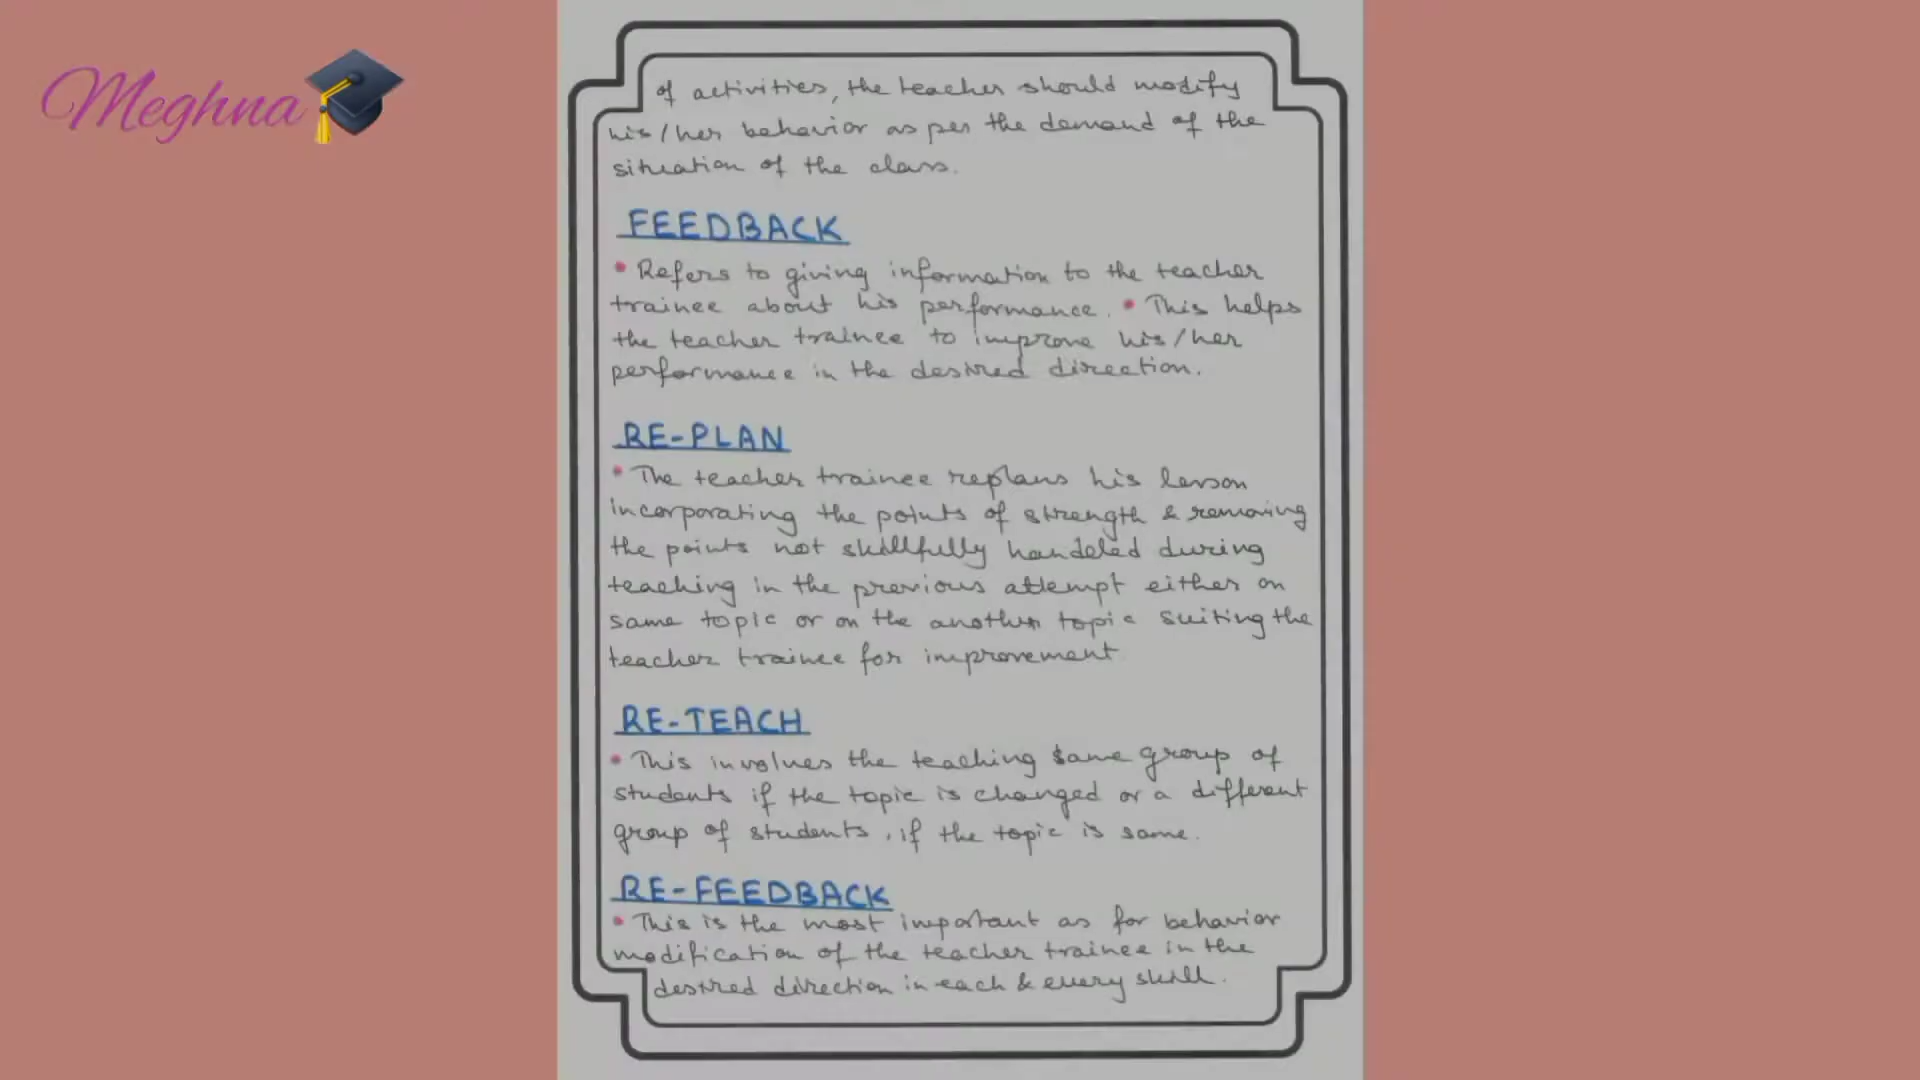 Meghna
of activities, the teacher should modify
his/her behavior as per the demand of the
situation of the class.
FEEDBACK
• Refers to giving information to the teacher
trainee about his performance. • This helps
the teacher trainee to improve his/her
performance in the desired direction.
RE-PLAN
• The teacher trainee replans his lesson
incorporating the points of strength & removing
the points not skillfully handeled during
teaching in the previous attempt either on
same topic or on the another topic suiting the
teacher trainee for improvement
RE-TEACH
• This involves the teaching same group of
students if the topic is changed or a different
group of students, if the topic is same.
RE-FEEDBACK
• This is the most important as for behavior
modification of the teacher trainee in the
desired direction in each & every skill.